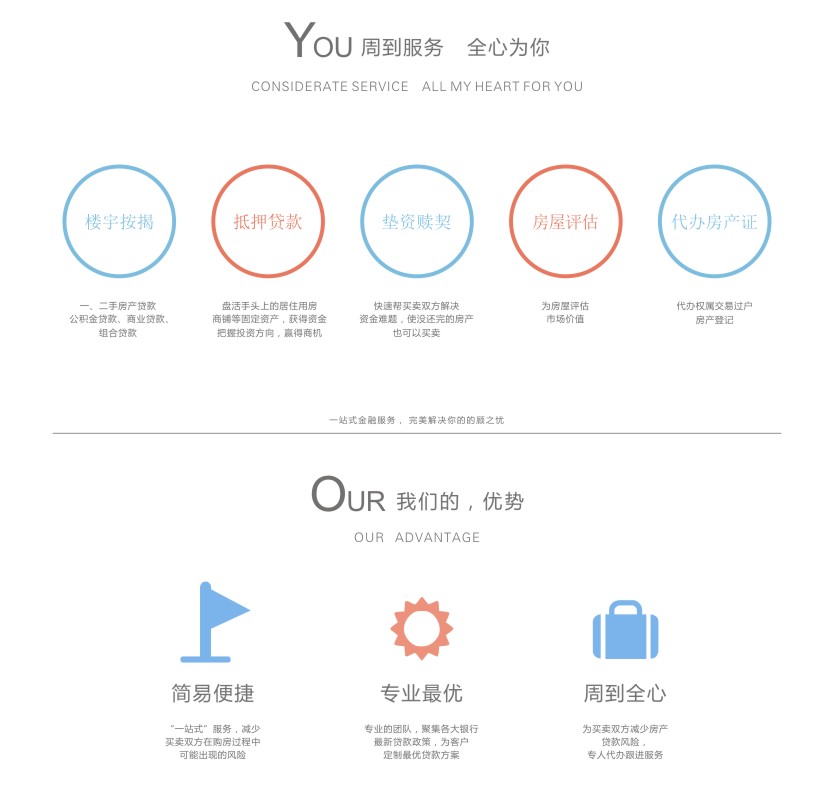 YOU 周到服务 全心为你
CONSIDERATE SERVICE ALL MY HEART FOR YOU
楼宇按揭
抵押贷款
垫资赎契
房屋评估
代办房产证
一、二手房产贷款
公积金贷款、商业贷款、
组合贷款
盘活手头上的居住用房
商铺等固定资产，获得资金
把握投资方向，赢得商机
快速帮买卖双方解决
资金难题，使没还完的房产
也可以买卖
为房屋评估
市场价值
代办权属交易过户
房产登记
一站式金融服务，完美解决你的的顾之忧
OUR 我们的，优势
OUR ADVANTAGE
简易便捷
专业最优
周到全心
“一站式”服务，减少
买卖双方在购房过程中
可能出现的风险
专业的团队，聚集各大银行
最新贷款政策，为客户
定制最优贷款方案
为买卖双方减少房产
贷款风险，
专人代办跟进服务